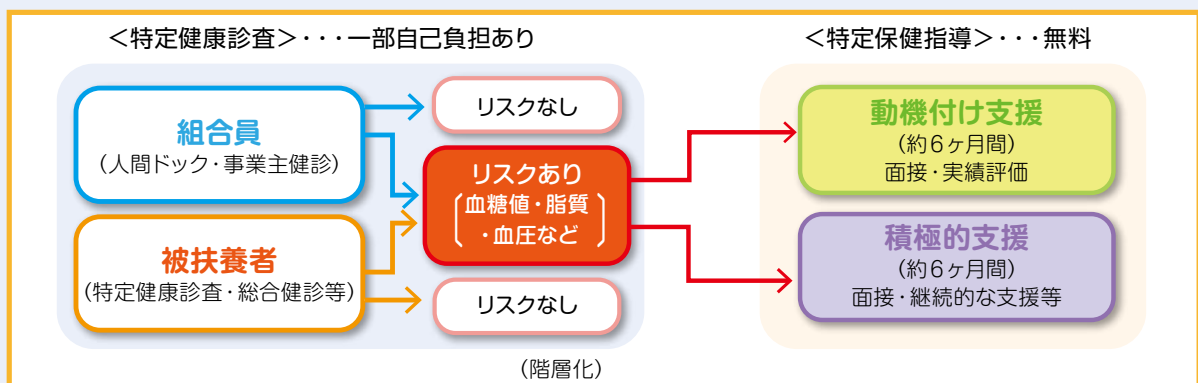 ＜特定健康診査＞・・・一部自己負担あり
＜特定保健指導＞・・・無料
組合員
（人間ドック・事業主健診）
被扶養者
（特定健康診査・総合健診等）
リスクなし
リスクあり
血糖値・脂質
・血圧など
リスクなし
（階層化）
動機付け支援
（約6ヶ月間）
面接・実績評価
積極的支援
（約6ヶ月間）
面接・継続的な支援等